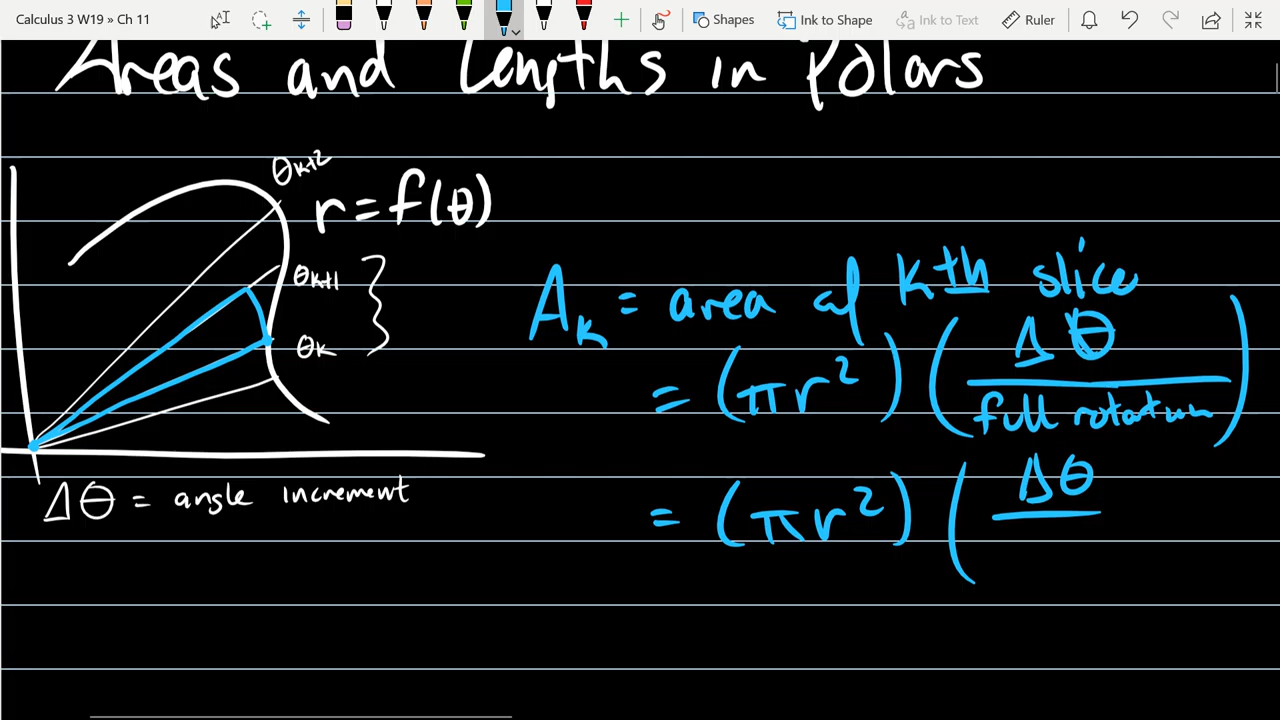 Calculus 3 W19 » Ch 11
Shapes
Ink to Shape
Ink to Text
Ruler
Areas and Lengths in Polars
θk+2
r = f(θ)
θk+1
θk
Δθ = angle increment
Ak = area of kth slice
= (πr²) (Δθ / full rotation)
= (πr²) (Δθ